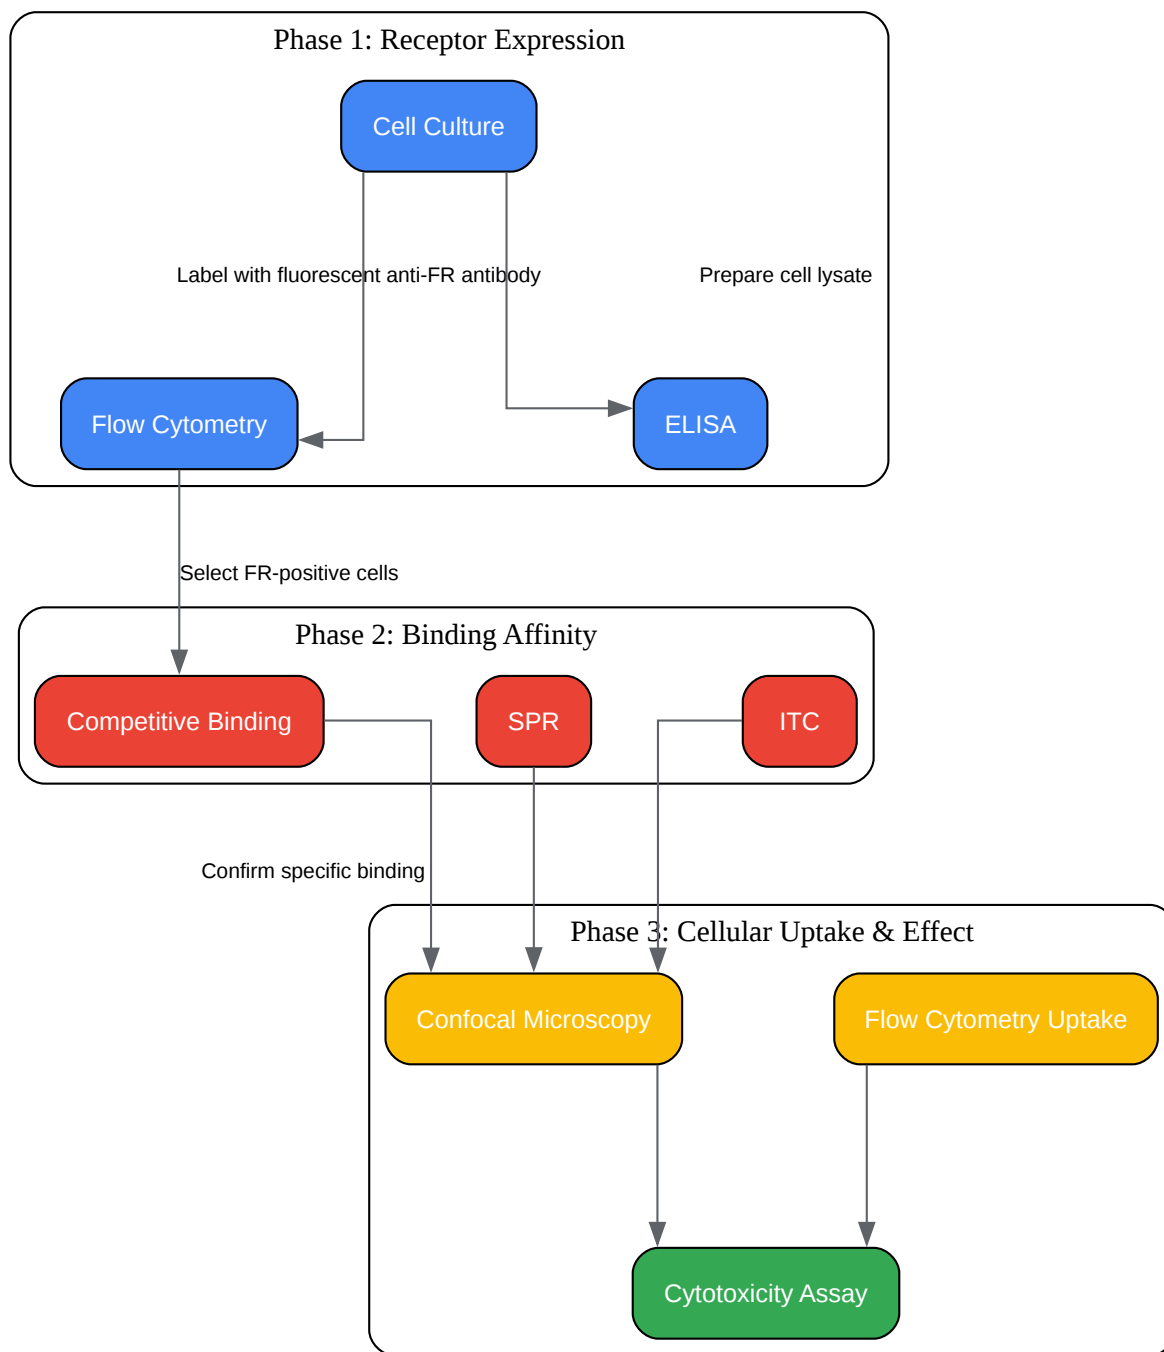 Phase 1: Receptor Expression
Cell Culture
Label with fluorescent anti-FR antibody
Prepare cell lysate
Flow Cytometry
ELISA
Select FR-positive cells
Phase 2: Binding Affinity
Competitive Binding
SPR
ITC
Confirm specific binding
Phase 3: Cellular Uptake & Effect
Confocal Microscopy
Flow Cytometry Uptake
Cytotoxicity Assay